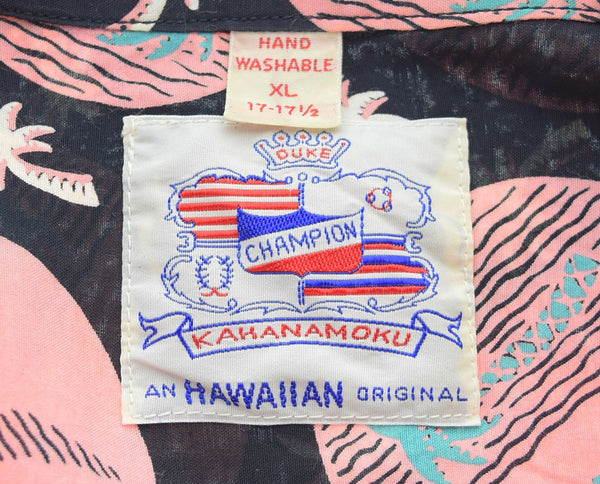 HAND
WASHABLE
XL
17-17½
DUKE
CHAMPION
KAHANAMOKU
AN HAWAIIAN ORIGINAL